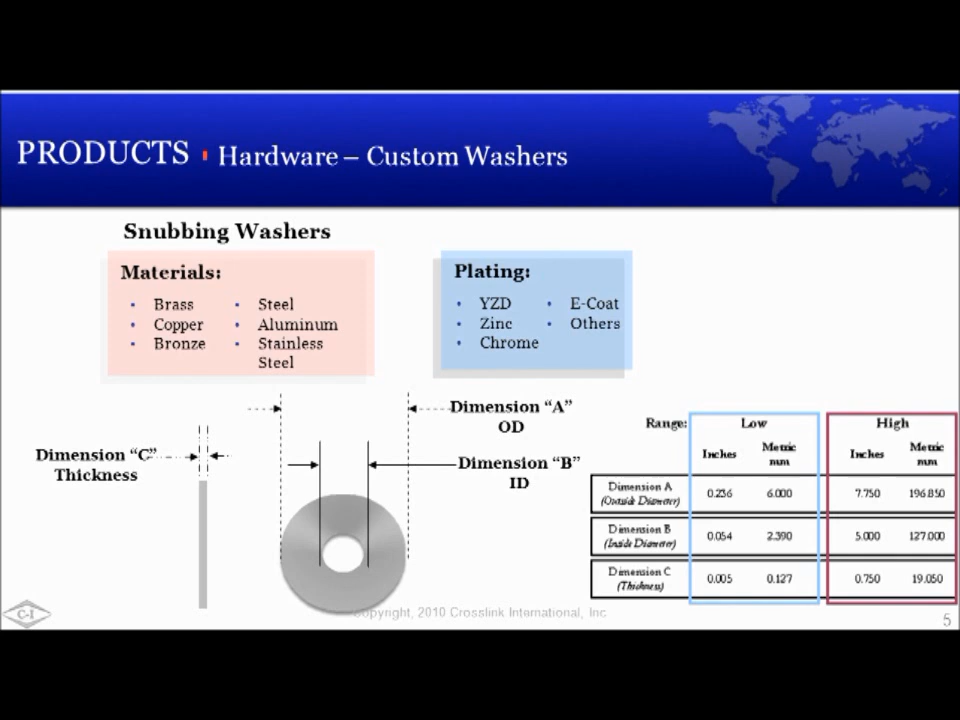 PRODUCTS Hardware – Custom Washers
Snubbing Washers
Materials:
• Brass
• Copper
• Bronze
• Steel
• Aluminum
• Stainless
Steel
Plating:
• YZD
• Zinc
• Chrome
• E-Coat
• Others
Dimension “A”
OD
Dimension “B”
ID
Dimension “C”
Thickness
Range: Low High
Inches Metric mm Inches Metric mm
Dimension A
(Outside Diameter) 0.236 6.000 7.750 196.850
Dimension B
(Inside Diameter) 0.054 2.390 5.000 127.000
Dimension C
(Thickness) 0.005 0.127 0.750 19.050
C-I
Copyright, 2010 Crosslink International, Inc
5